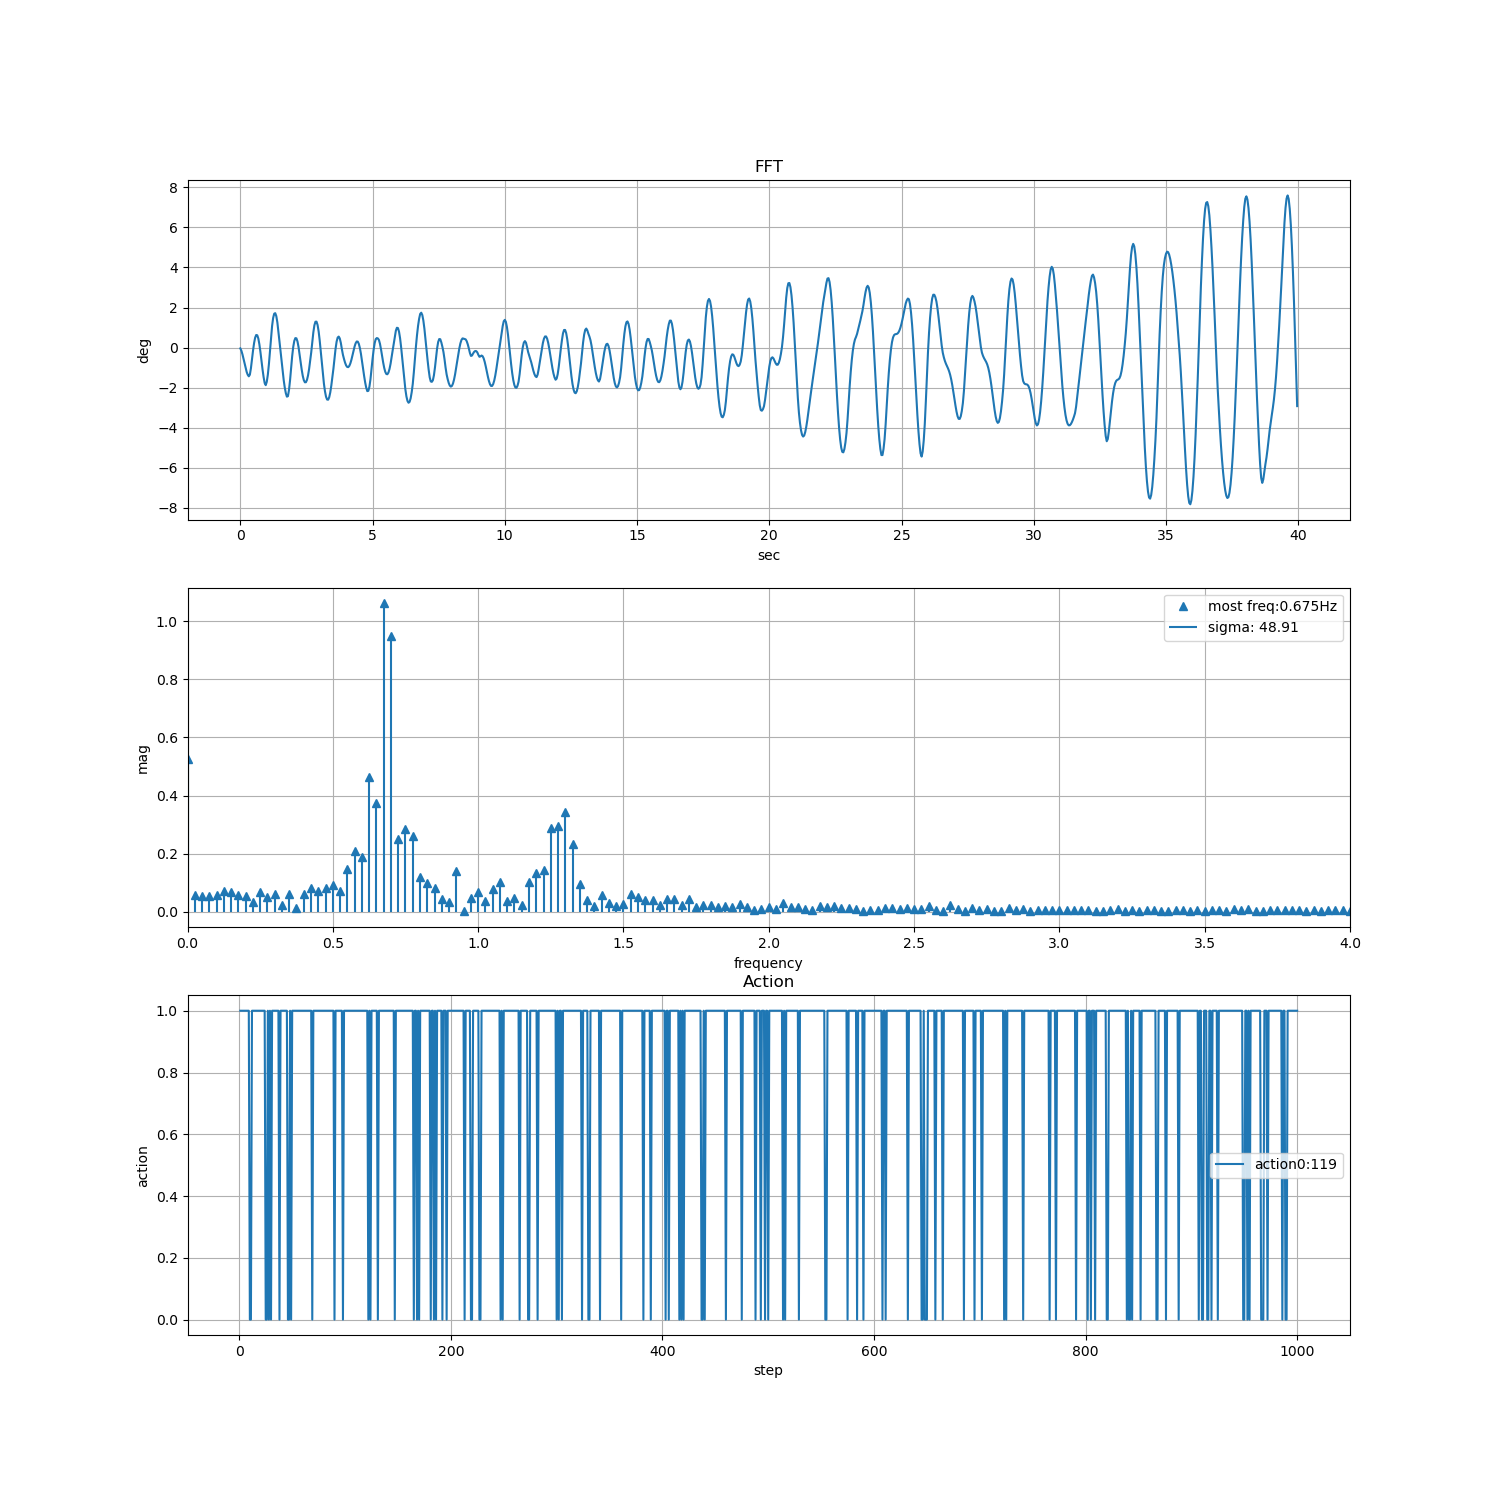 FFT
8
6
4
2
0
−2
−4
−6
−8
deg
0 5 10 15 20 25 30 35 40
sec
most freq:0.675Hz
sigma: 48.91
1.0
0.8
0.6
0.4
0.2
0.0
mag
0.0 0.5 1.0 1.5 2.0 2.5 3.0 3.5 4.0
frequency
Action
1.0
0.8
0.6
0.4
0.2
0.0
action
action0:119
0 200 400 600 800 1000
step